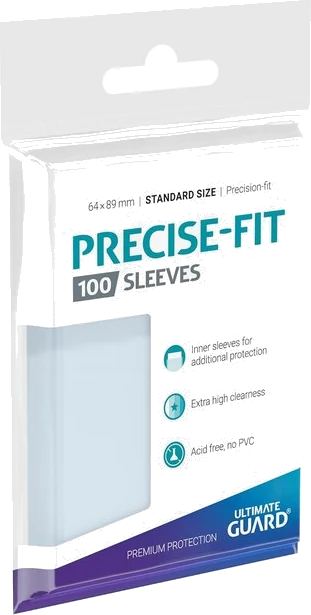 64 x 89 mm | STANDARD SIZE | Precision-fit
PRECISE-FIT
100 SLEEVES
Inner sleeves for
additional protection
Extra high clearness
Acid free, no PVC
ULTIMATE
GUARD®
PREMIUM PROTECTION